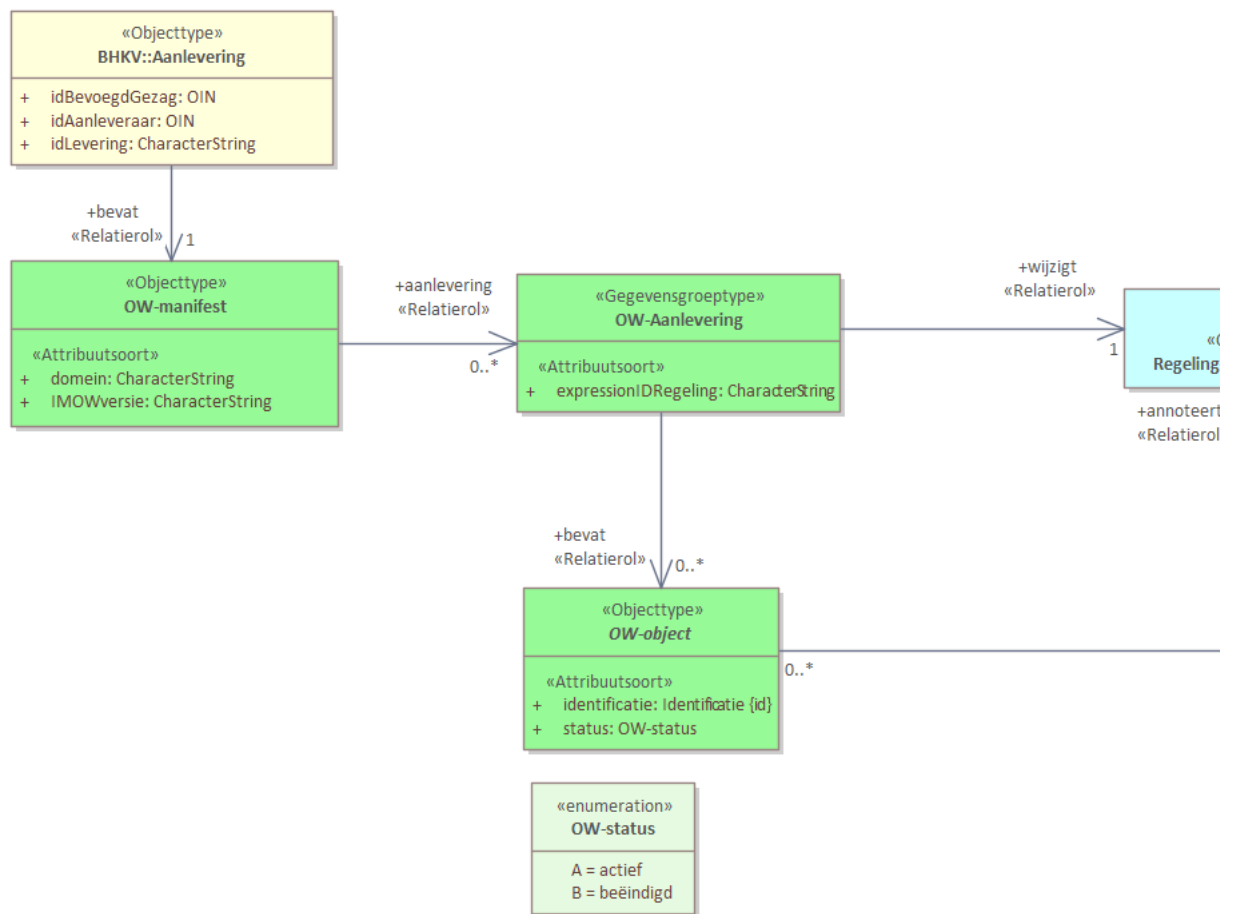 «Objecttype»
BHKV::Aanlevering
+ idBevoegdGezag: OIN
+ idAanleveraar: OIN
+ idLevering: CharacterString
+bevat
«Relatierol»
1
«Objecttype»
OW-manifest
«Attribuutsoort»
+ domein: CharacterString
+ IMOWversie: CharacterString
+aanlevering
«Relatierol»
0..*
«Gegevensgroeptype»
OW-Aanlevering
«Attribuutsoort»
+ expressionIDRegeling: CharacterString
+wijzigt
«Relatierol»
1
Regeling
+annoteert
«Relatierol
+bevat
«Relatierol»
0..*
«Objecttype»
OW-object
«Attribuutsoort»
+ identificatie: Identificatie {id}
+ status: OW-status
0..*
«enumeration»
OW-status
A = actief
B = beëindigd